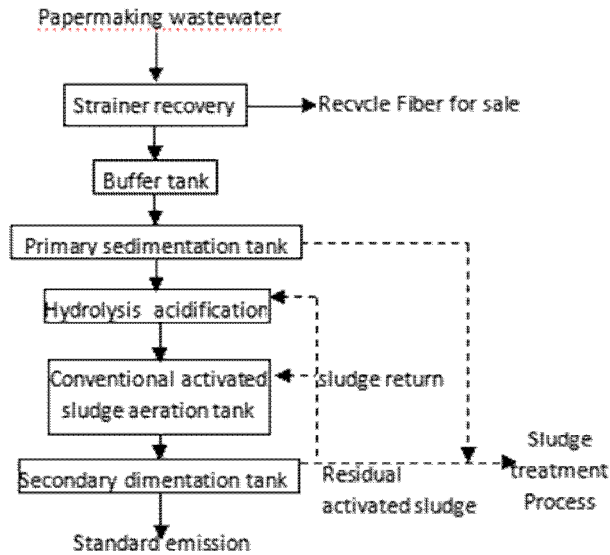 Papermaking wastewater
Strainer recovery
Recycle Fiber for sale
Buffer tank
Primary sedimentation tank
Hydrolysis acidification
Conventional activated
sludge aeration tank
sludge return
Secondary dimentation tank
Residual
activated sludge
Sludge
treatment
Process
Standard emission